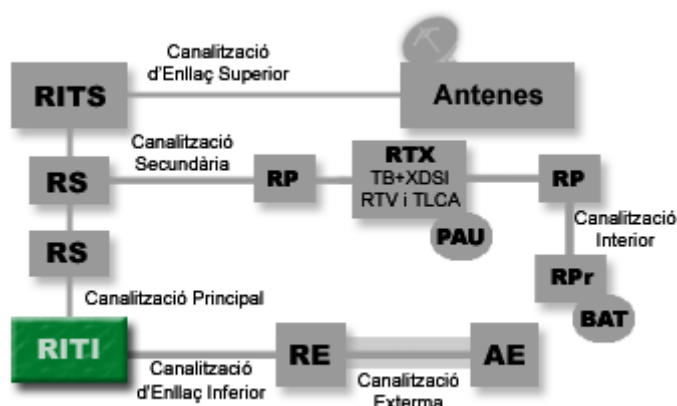 Canalització
d'Enllaç Superior
RITS
Antenes
Canalització
Secundària
RTX
TB+XDSI
RTV i TLCA
RS
RP
RP
PAU
Canalització
Interior
RS
RPr
BAT
Canalització Principal
RITI
RE
AE
Canalització
d'Enllaç Inferior
Canalització
Exterma